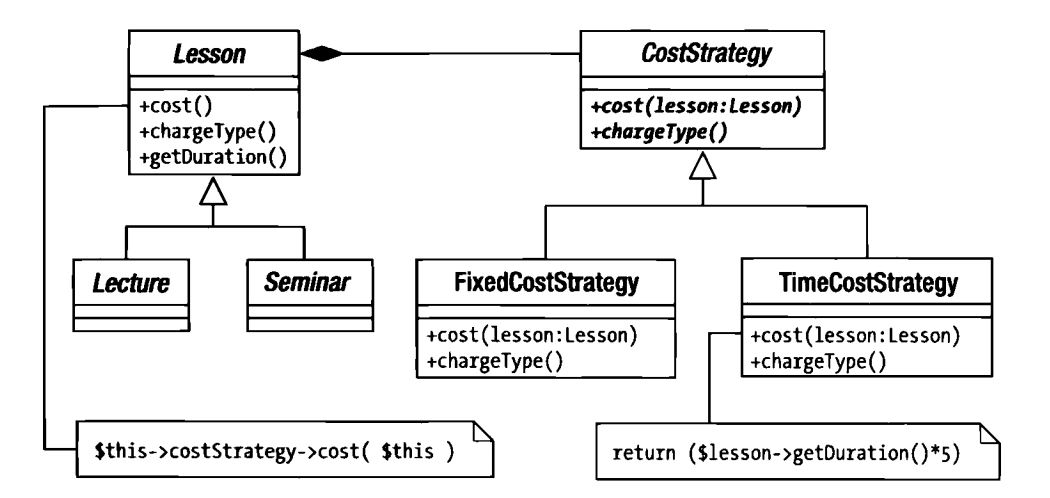 Lesson
+cost()
+chargeType()
+getDuration()
CostStrategy
+cost(lesson:Lesson)
+chargeType()
Lecture
Seminar
FixedCostStrategy
+cost(lesson:Lesson)
+chargeType()
TimeCostStrategy
+cost(lesson:Lesson)
+chargeType()
$this->costStrategy->cost( $this )
return ($lesson->getDuration()*5)